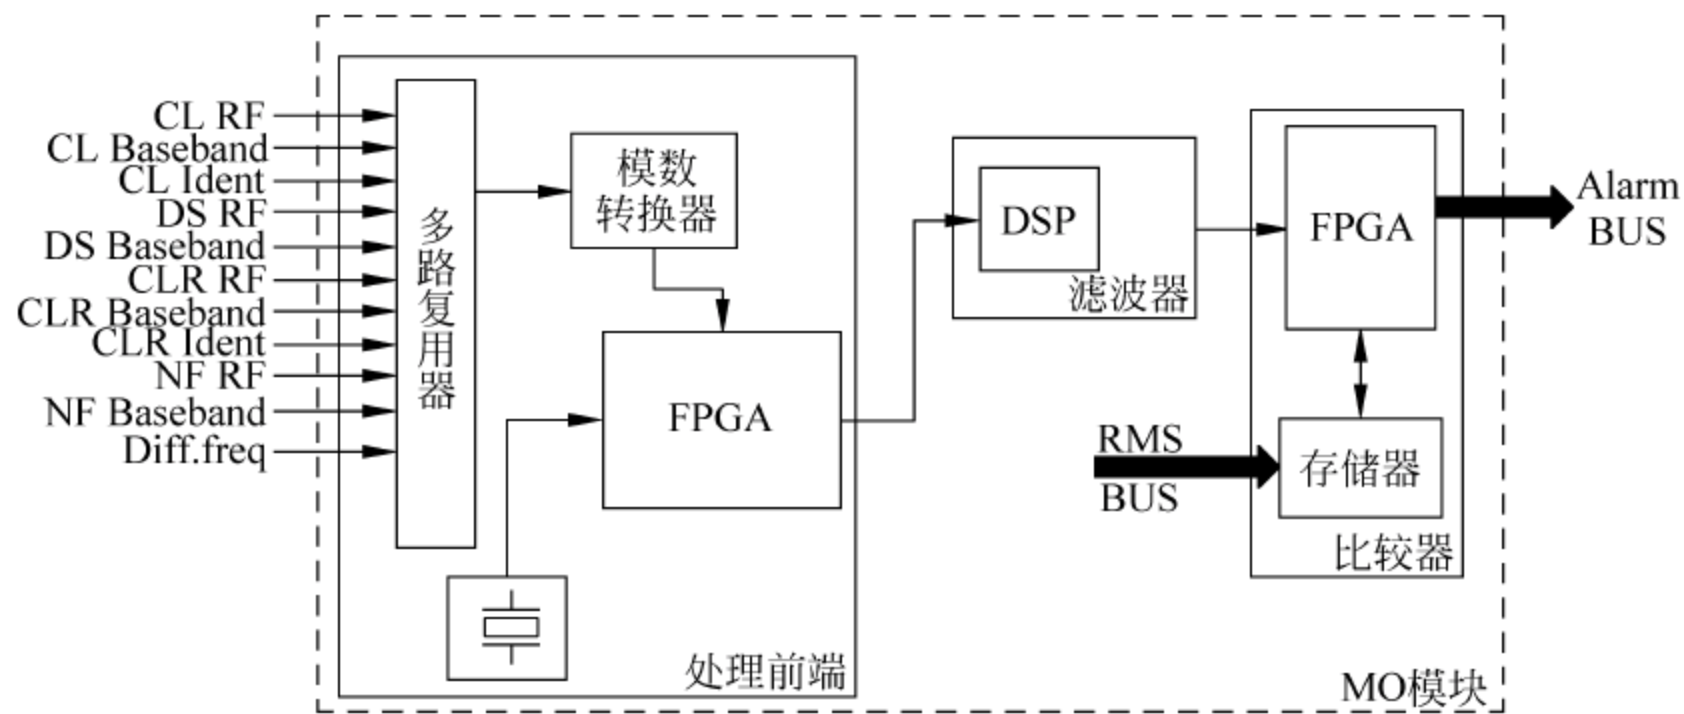 CL RF
CL Baseband
CL Ident
DS RF
DS Baseband
CLR RF
CLR Baseband
CLR Ident
NF RF
NF Baseband
Diff.freq
多路复用器
模数
转换器
FPGA
处理前端
DSP
滤波器
FPGA
RMS
BUS
存储器
比较器
Alarm
BUS
MO模块